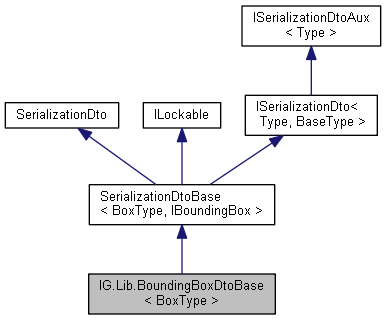 ISerializationDtoAux
< Type >
SerializationDto
ILockable
ISerializationDto<
Type, BaseType >
SerializationDtoBase
< BoxType, IBoundingBox >
IG.Lib.BoundingBoxDtoBase
< BoxType >